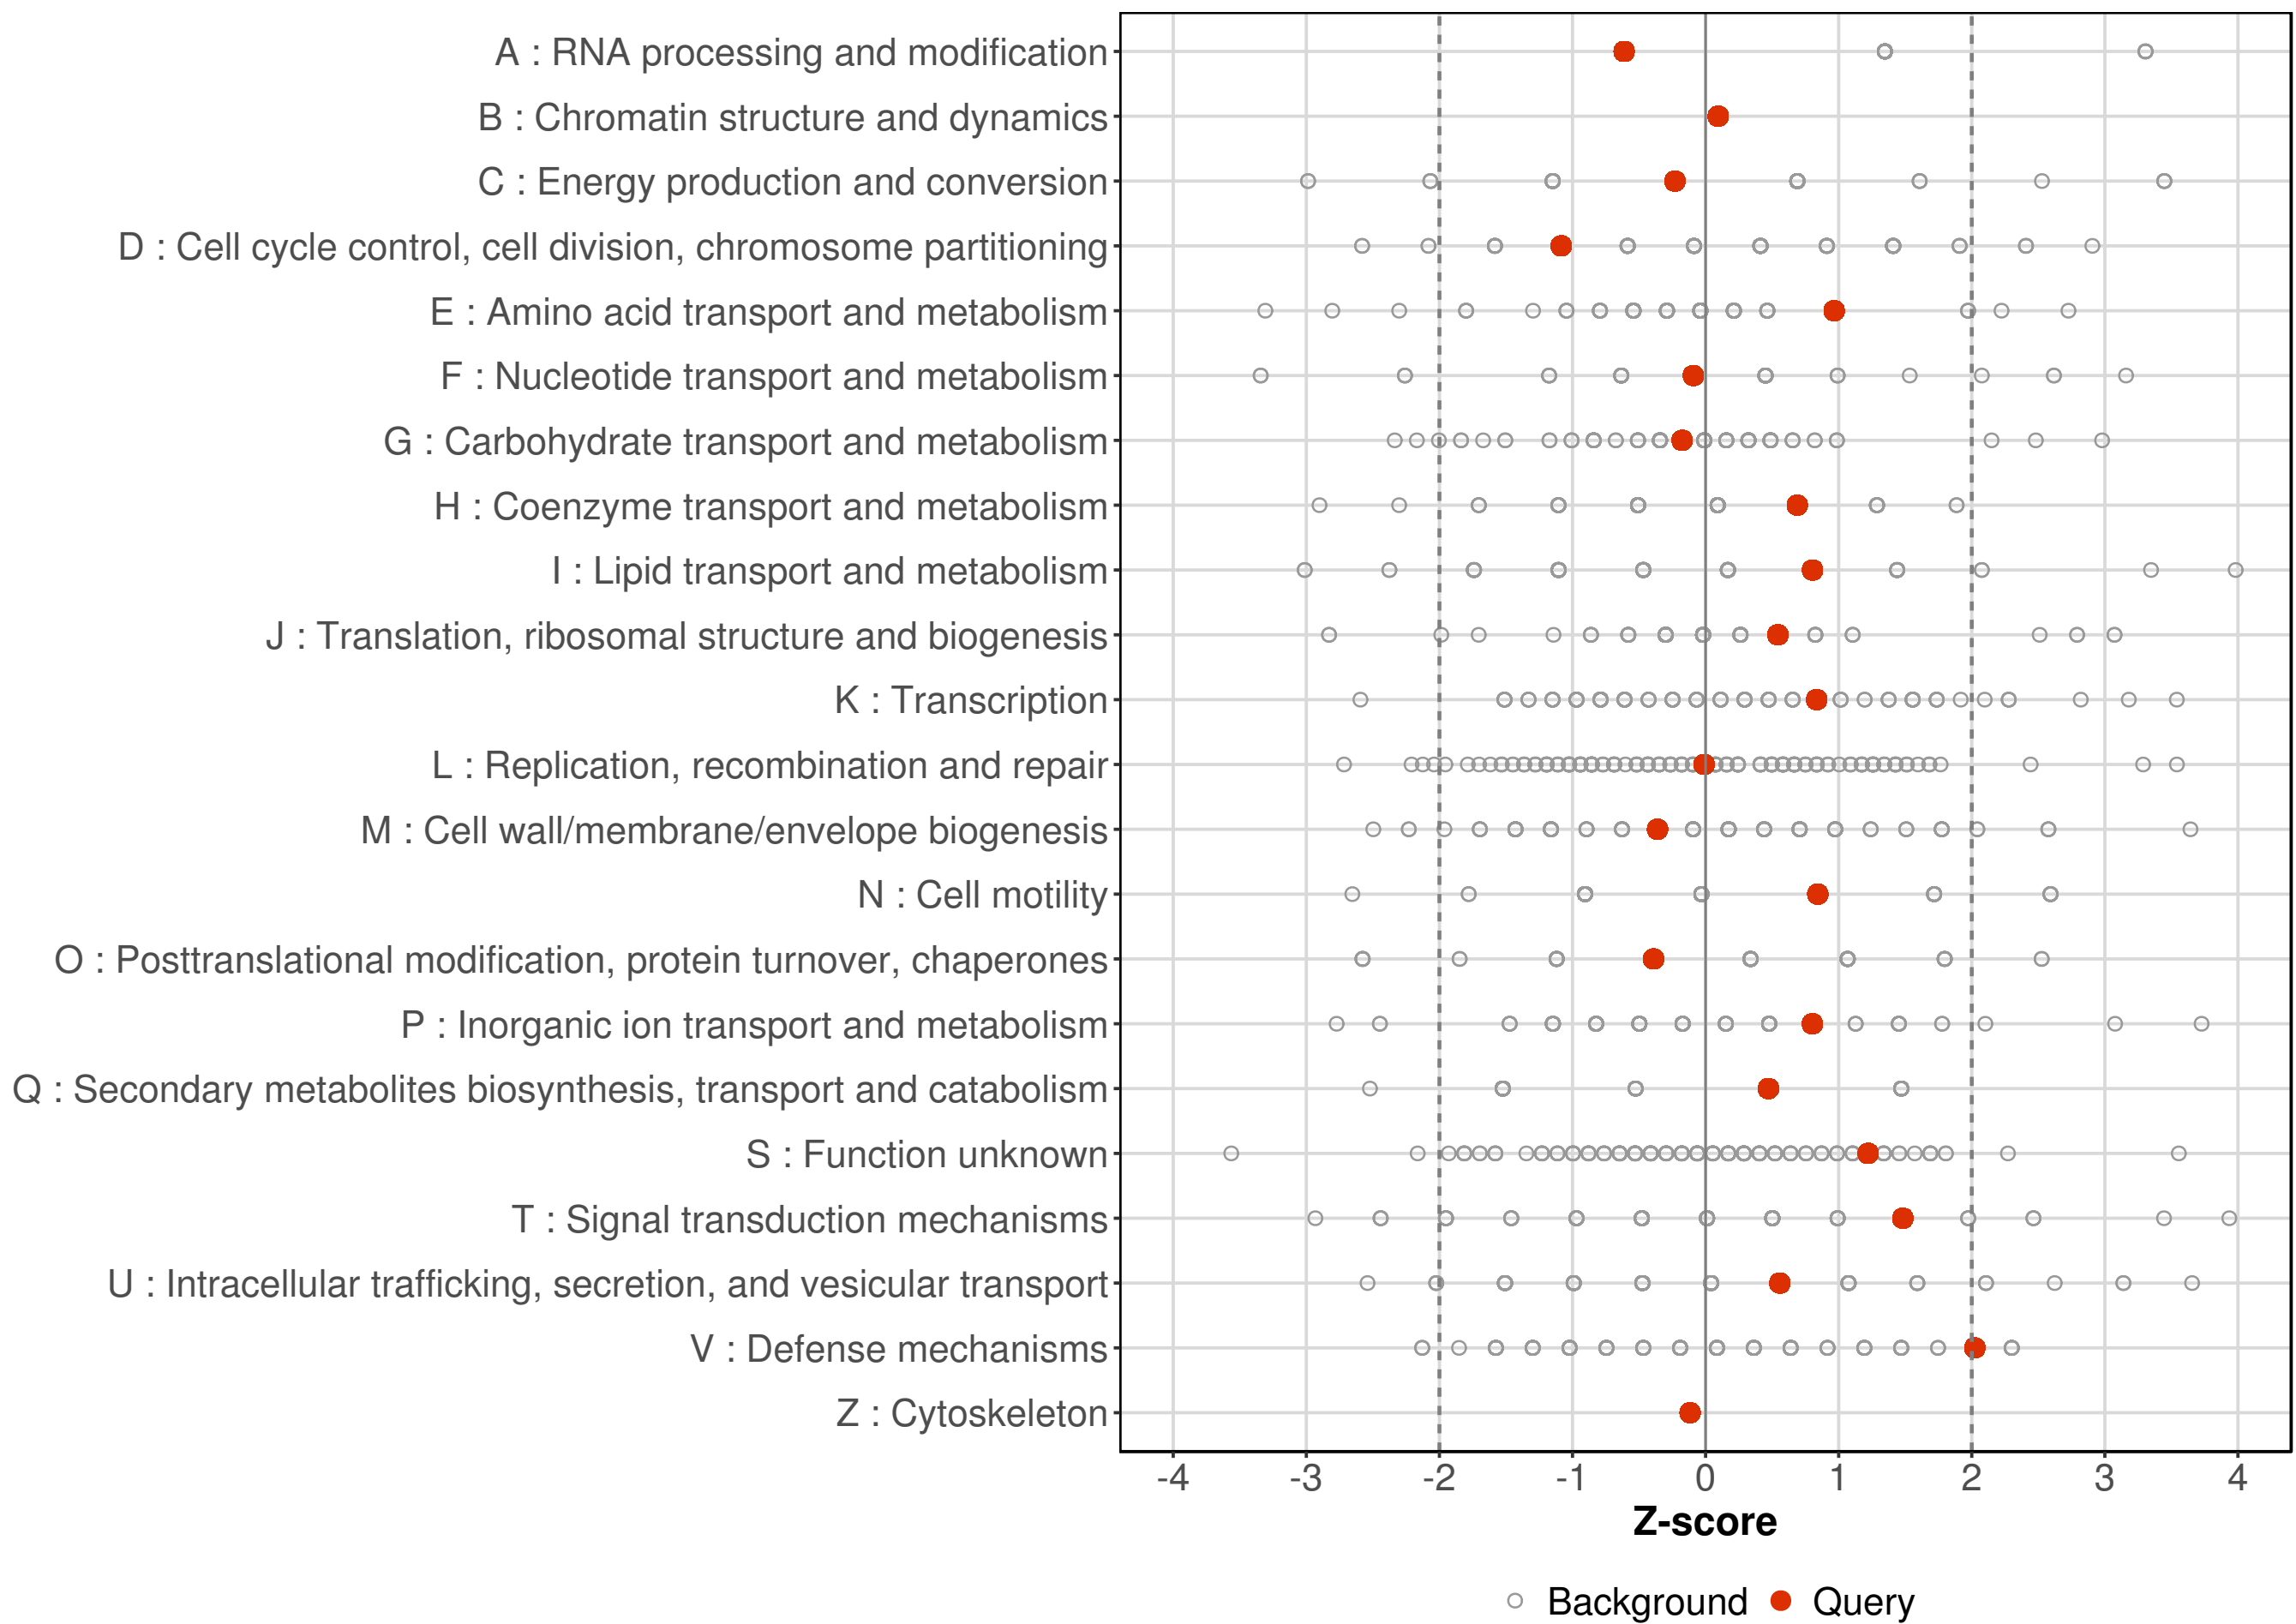 A : RNA processing and modification
B : Chromatin structure and dynamics
C : Energy production and conversion
D : Cell cycle control, cell division, chromosome partitioning
E : Amino acid transport and metabolism
F : Nucleotide transport and metabolism
G : Carbohydrate transport and metabolism
H : Coenzyme transport and metabolism
I : Lipid transport and metabolism
J : Translation, ribosomal structure and biogenesis
K : Transcription
L : Replication, recombination and repair
M : Cell wall/membrane/envelope biogenesis
N : Cell motility
O : Posttranslational modification, protein turnover, chaperones
P : Inorganic ion transport and metabolism
Q : Secondary metabolites biosynthesis, transport and catabolism
S : Function unknown
T : Signal transduction mechanisms
U : Intracellular trafficking, secretion, and vesicular transport
V : Defense mechanisms
Z : Cytoskeleton
-4 -3 -2 -1 0 1 2 3 4
Z-score
Background Query